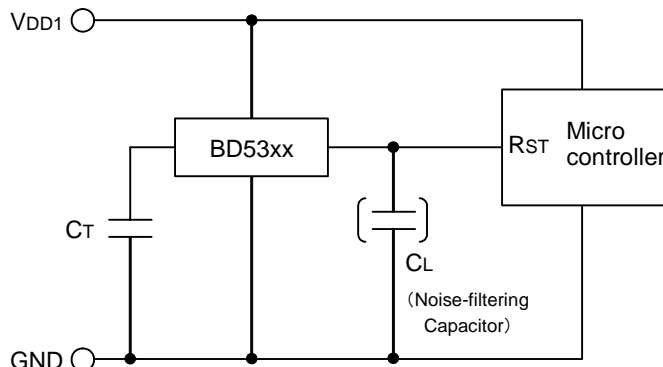 VDD1
BD53xx
RST
Micro
controller
CT
CL
（Noise-filtering
Capacitor）
GND